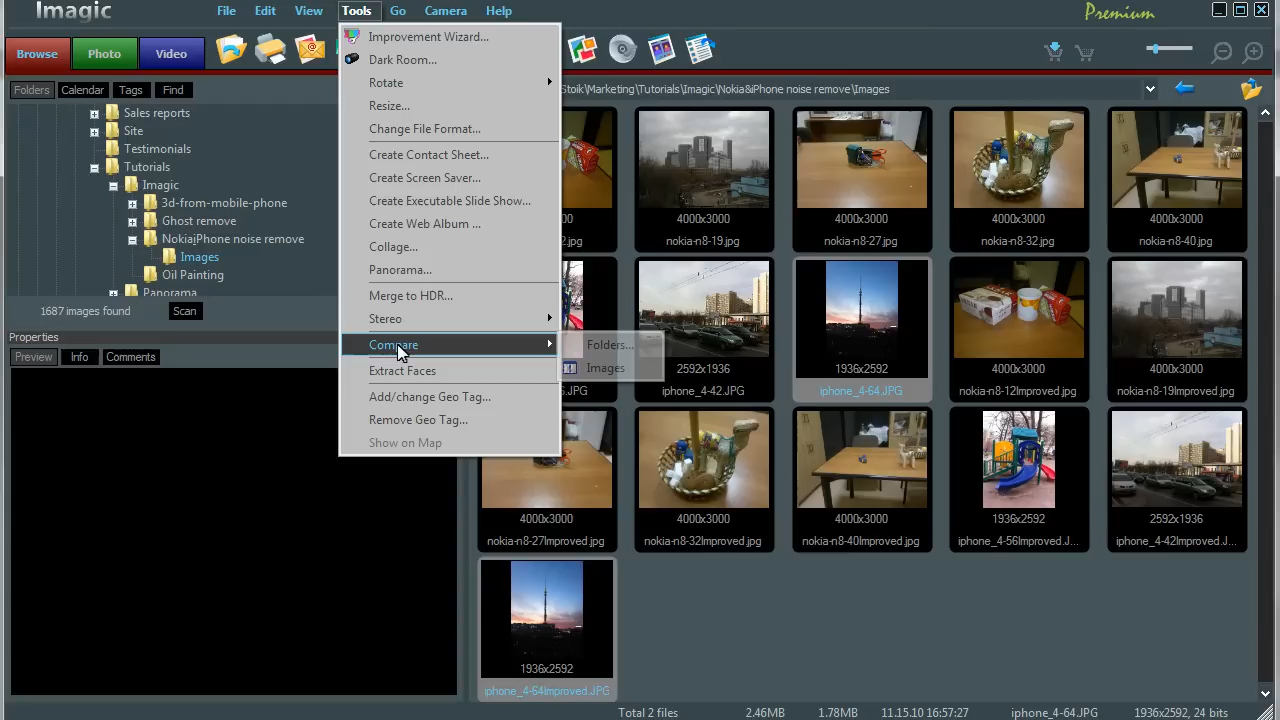 Imagic
File Edit View Tools Go Camera Help
Premium
Browse Photo Video
Folders Calendar Tags Find
Stoik\Marketing\Tutorials\Imagic\Nokia&iPhone noise remove\Images
Sales reports
Site
Testimonials
Tutorials
Imagic
3d-from-mobile-phone
Ghost remove
NokiaiPhone noise remove
Images
Oil Painting
Panorama
1687 images found Scan
Properties
Preview Info Comments
Improvement Wizard...
Dark Room...
Rotate
Resize...
Change File Format...
Create Contact Sheet...
Create Screen Saver...
Create Executable Slide Show...
Create Web Album ...
Collage...
Panorama...
Merge to HDR...
Stereo
Compare
Extract Faces
Add/change Geo Tag...
Remove Geo Tag...
Show on Map
Folders...
Images
4000x3000 4000x3000 4000x3000 4000x3000
2.jpg nokia-n8-19.jpg nokia-n8-27.jpg nokia-n8-32.jpg nokia-n8-40.jpg
2592x1936 1936x2592 4000x3000 4000x3000
6.JPG iphone_4-42.JPG iphone_4-64.JPG nokia-n8-12Improved.jpg nokia-n8-19Improved.jpg
4000x3000 4000x3000 4000x3000 1936x2592 2592x1936
nokia-n8-27Improved.jpg nokia-n8-32Improved.jpg nokia-n8-40Improved.jpg iphone_4-56Improved.J... iphone_4-42Improved.J...
1936x2592
iphone_4-64Improved.JPG
Total 2 files 2.46MB 1.78MB 11.15.10 16:57:27 iphone_4-64.JPG 1936x2592, 24 bits